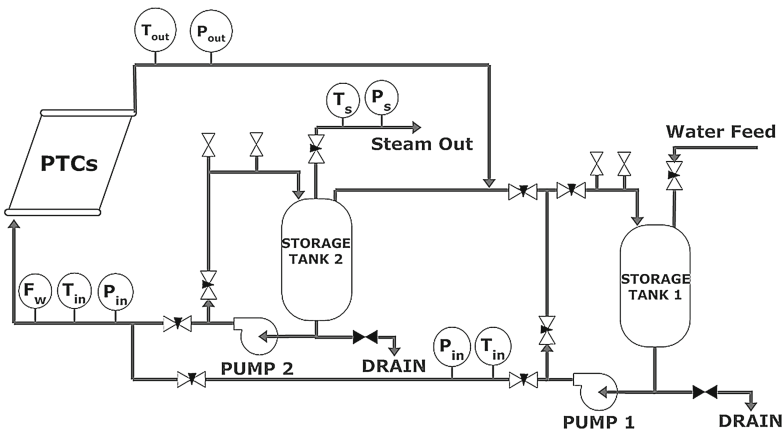 Tout
Pout
Ts
Ps
Steam Out
Water Feed
PTCs
STORAGE
TANK 2
STORAGE
TANK 1
Fw
Tin
Pin
PUMP 2
DRAIN
Pin
Tin
PUMP 1
DRAIN